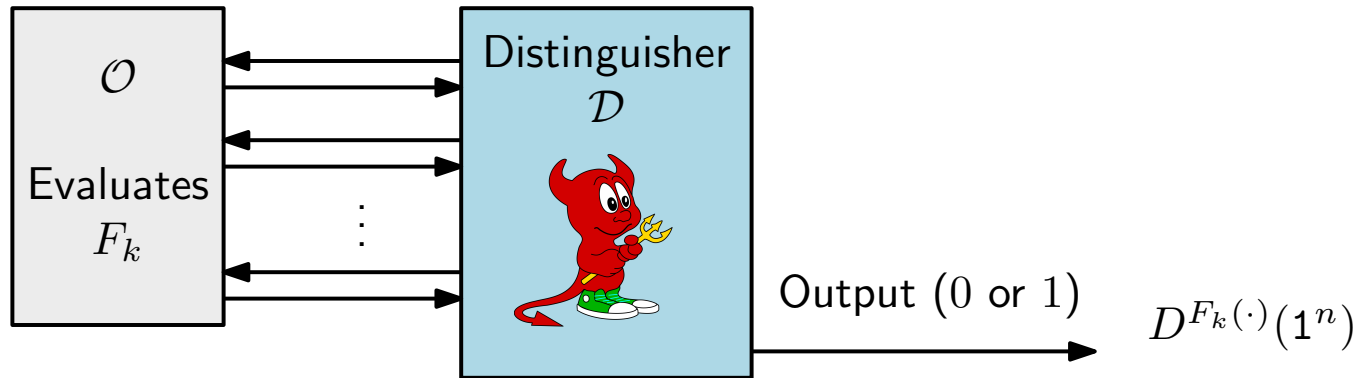 𝒪
Evaluates
F_k
⋮
Distinguisher
𝒟
Output (0 or 1)
D^{F_k(·)}(1^n)